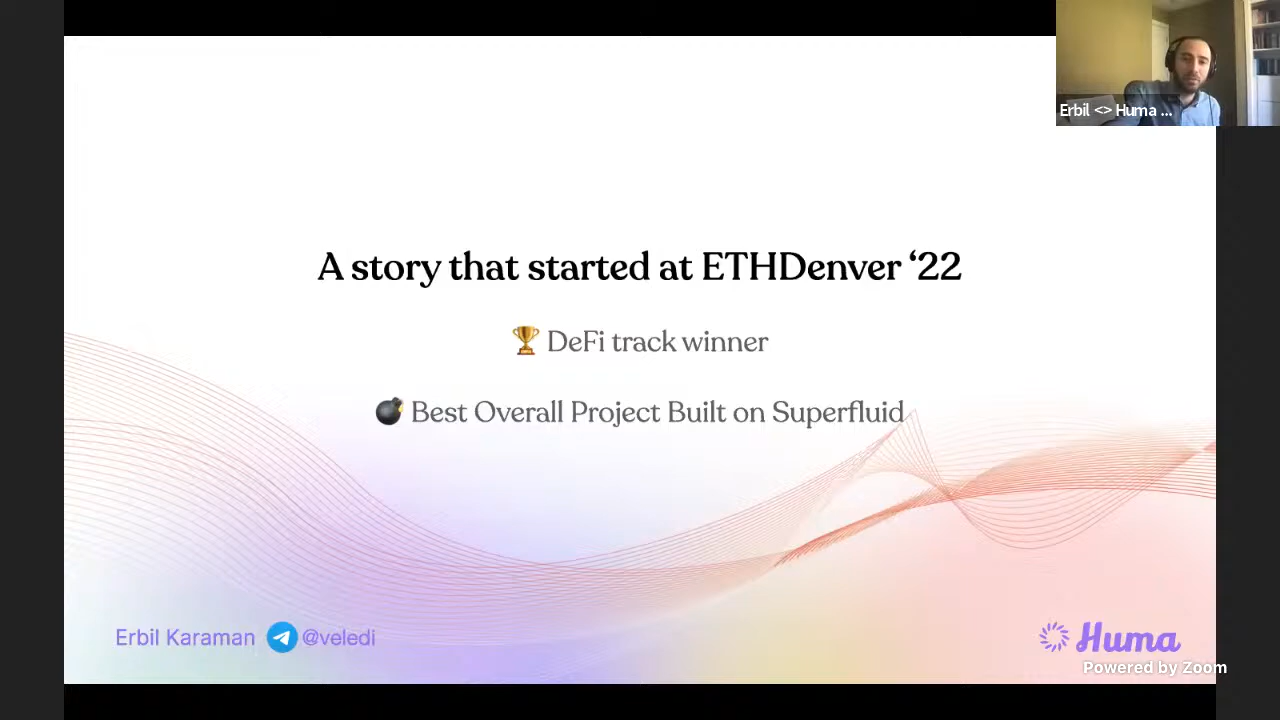 Erbil <> Huma ...
A story that started at ETHDenver ‘22
🏆 DeFi track winner
💣 Best Overall Project Built on Superfluid
Erbil Karaman @veledi
Huma
Powered by Zoom